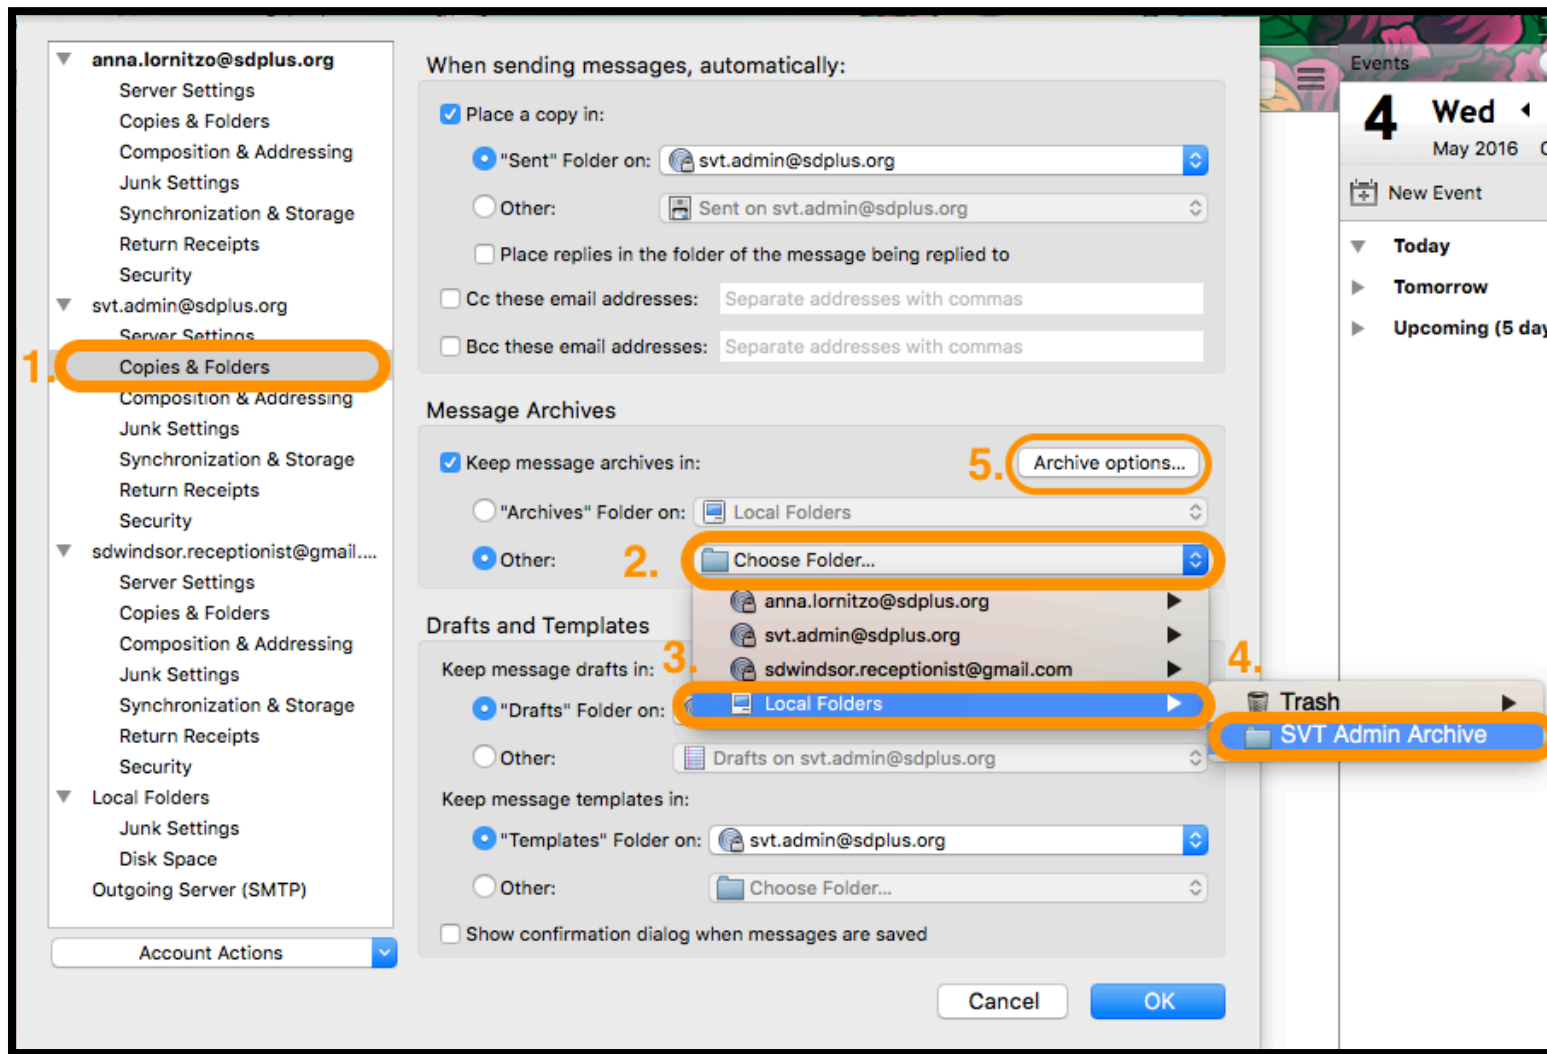 anna.lornitzo@sdplus.org
Server Settings
Copies & Folders
Composition & Addressing
Junk Settings
Synchronization & Storage
Return Receipts
Security
svt.admin@sdplus.org
Server Settings
1.
Copies & Folders
Composition & Addressing
Junk Settings
Synchronization & Storage
Return Receipts
Security
sdwindsor.receptionist@gmail....
Server Settings
Copies & Folders
Composition & Addressing
Junk Settings
Synchronization & Storage
Return Receipts
Security
Local Folders
Junk Settings
Disk Space
Outgoing Server (SMTP)
Account Actions
When sending messages, automatically:
Place a copy in:
"Sent" Folder on: svt.admin@sdplus.org
Other: Sent on svt.admin@sdplus.org
Place replies in the folder of the message being replied to
Cc these email addresses: Separate addresses with commas
Bcc these email addresses: Separate addresses with commas
Message Archives
Keep message archives in: 5. Archive options...
"Archives" Folder on: Local Folders
Other: 2. Choose Folder...
anna.lornitzo@sdplus.org
svt.admin@sdplus.org
sdwindsor.receptionist@gmail.com
3. Local Folders
4.
Trash
SVT Admin Archive
Drafts and Templates
Keep message drafts in:
"Drafts" Folder on:
Other: Drafts on svt.admin@sdplus.org
Keep message templates in:
"Templates" Folder on: svt.admin@sdplus.org
Other: Choose Folder...
Show confirmation dialog when messages are saved
Cancel OK
Events
4 Wed
May 2016
New Event
Today
Tomorrow
Upcoming (5 day